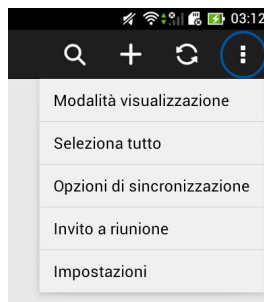 03:12
Modalità visualizzazione
Seleziona tutto
Opzioni di sincronizzazione
Invito a riunione
Impostazioni